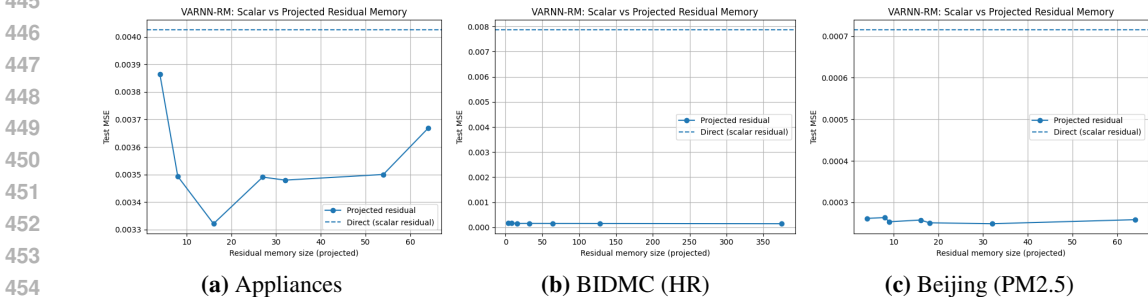 445
446
447
448
449
450
451
452
453
454
VARNN-RM: Scalar vs Projected Residual Memory
0.0040
0.0039
0.0038
0.0037
0.0036
0.0035
0.0034
0.0033
Test MSE
10 20 30 40 50 60
Residual memory size (projected)
Projected residual
Direct (scalar residual)
(a) Appliances
VARNN-RM: Scalar vs Projected Residual Memory
0.008
0.007
0.006
0.005
0.004
0.003
0.002
0.001
0.000
Test MSE
0 50 100 150 200 250 300 350
Residual memory size (projected)
Projected residual
Direct (scalar residual)
(b) BIDMC (HR)
VARNN-RM: Scalar vs Projected Residual Memory
0.0007
0.0006
0.0005
0.0004
0.0003
Test MSE
10 20 30 40 50 60
Residual memory size (projected)
Projected residual
Direct (scalar residual)
(c) Beijing (PM2.5)